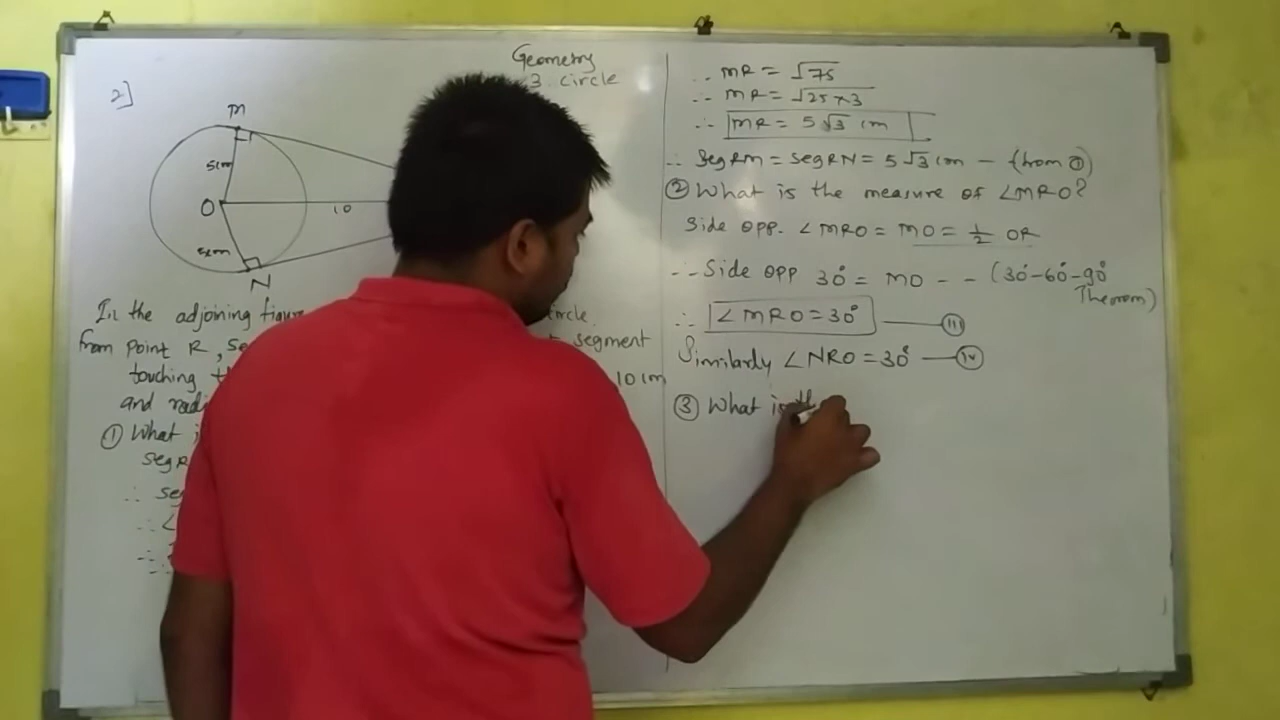 Geometry
3. circle
2]
M
5cm
O
10
5cm
N
In the adjoining figure
circle
from point R, Se
segment
touching th
10 cm
and radi
① What i
seg R
∴ seg
∴ ∠
∴ MR = √75
∴ MR = √25×3
∴ MR = 5√3 cm
∴ Seg RM = seg RN = 5√3 cm - (from ①)
② What is the measure of ∠MRO?
Side opp. ∠MRO = MO = 1/2 OR
∴ Side opp 30° = MO - - (30°-60°-90°
Theorem)
∴ ∠MRO = 30° — (iii)
Similarly ∠NRO = 30° — (iv)
③ What is th